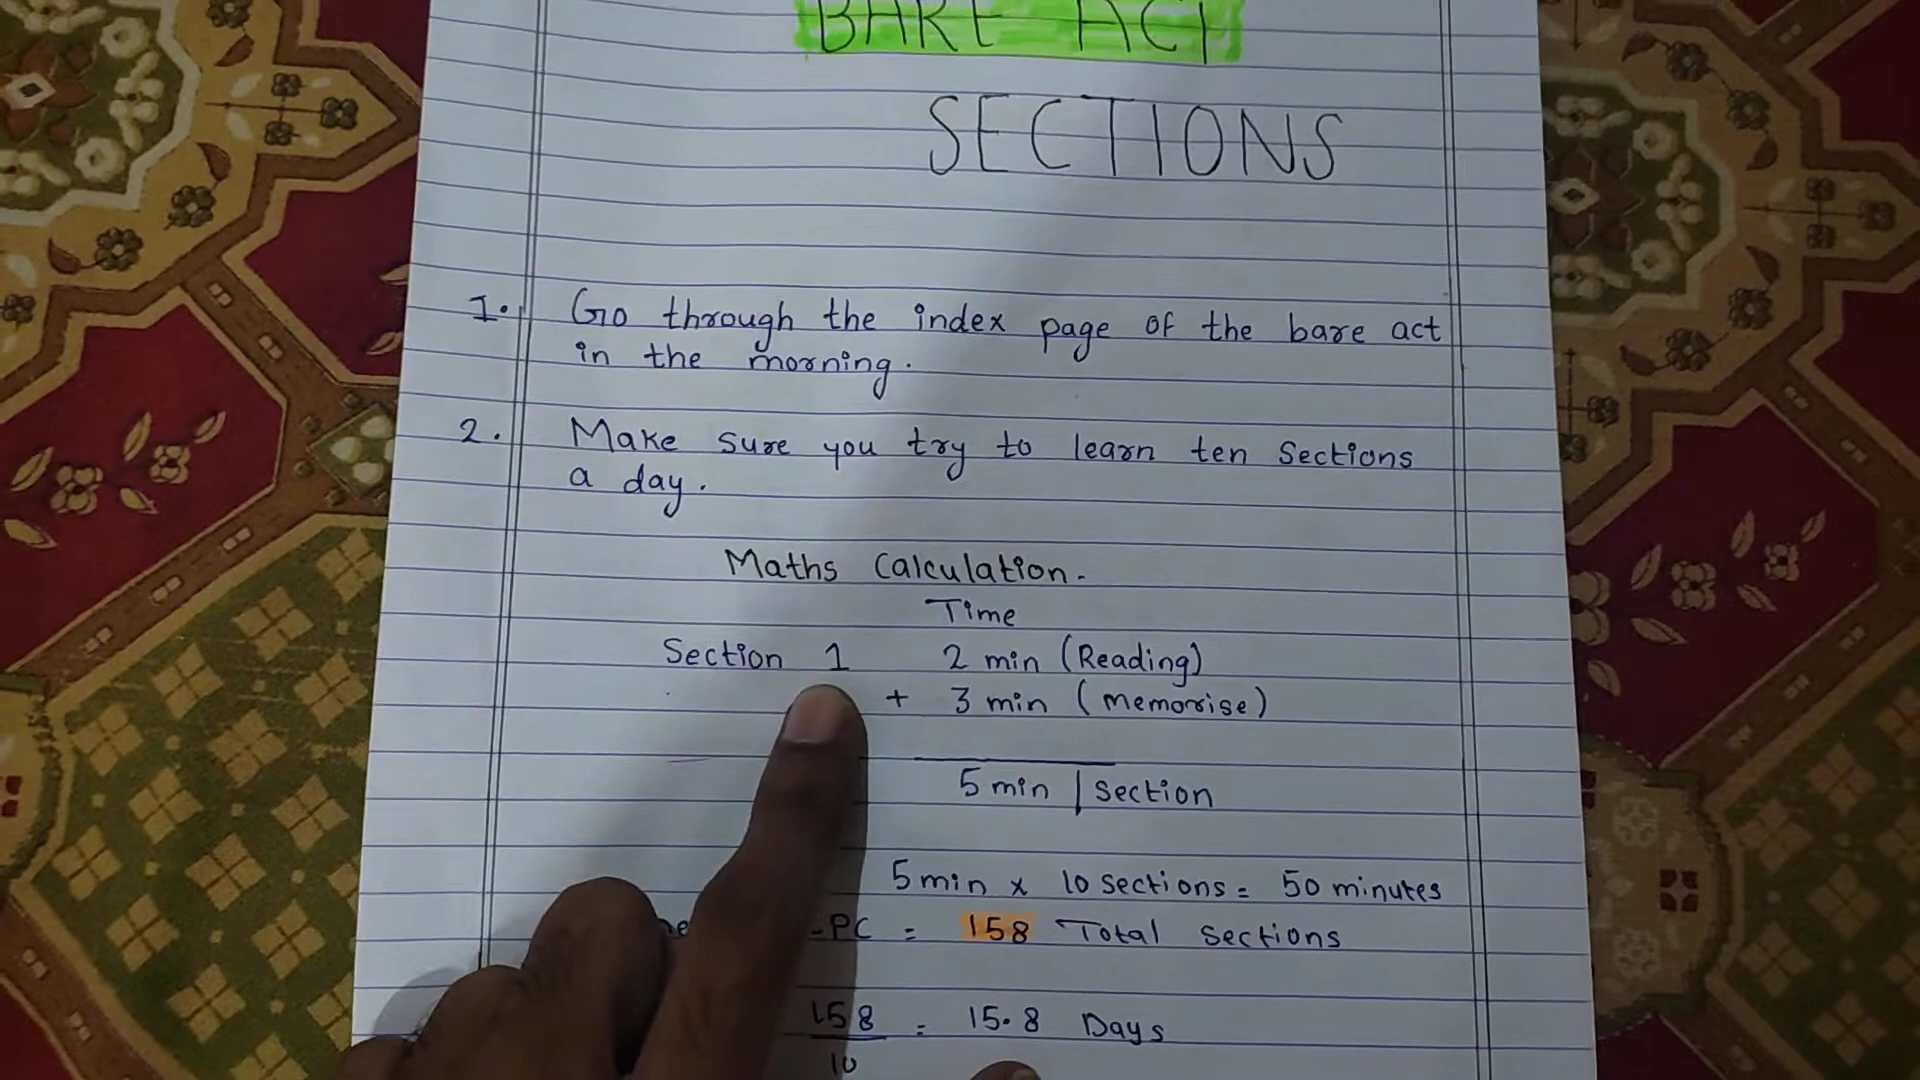 BARE ACT
SECTIONS
1. Go through the index page of the bare act
in the morning.
2. Make sure you try to learn ten Sections
a day.
Maths Calculation.
Time
Section 1 2 min (Reading)
+ 3 min (memorise)
5 min / section
5 min x 10 sections = 50 minutes
PC = 158 Total Sections
158 = 15.8 Days
10